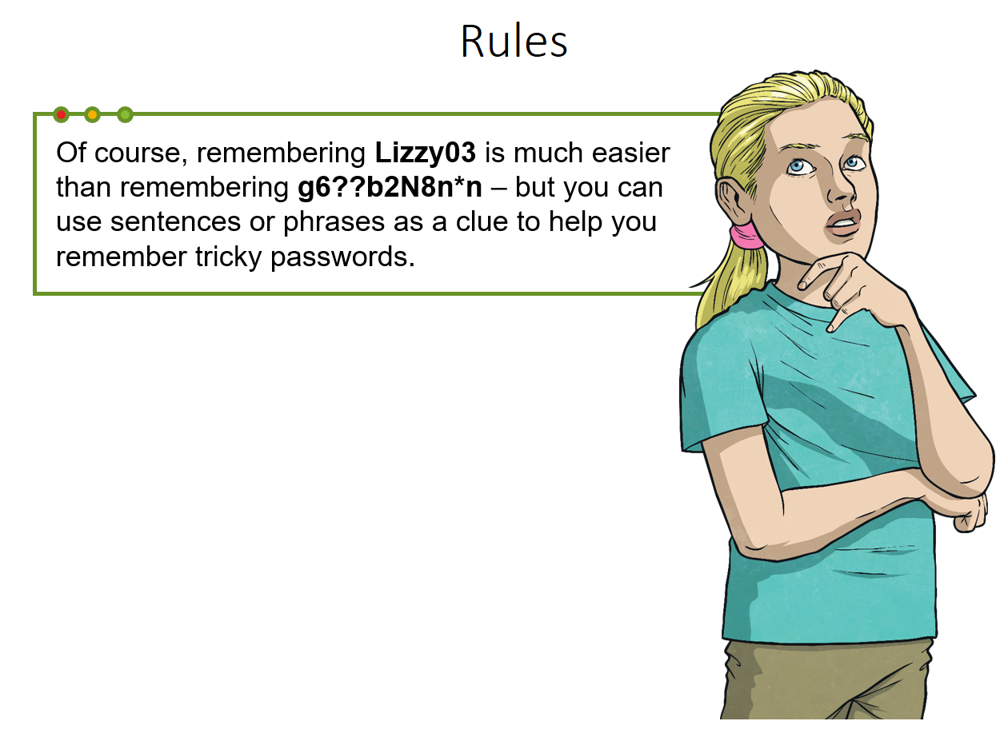 Rules
Of course, remembering Lizzy03 is much easier
than remembering g6??b2N8n*n – but you can
use sentences or phrases as a clue to help you
remember tricky passwords.